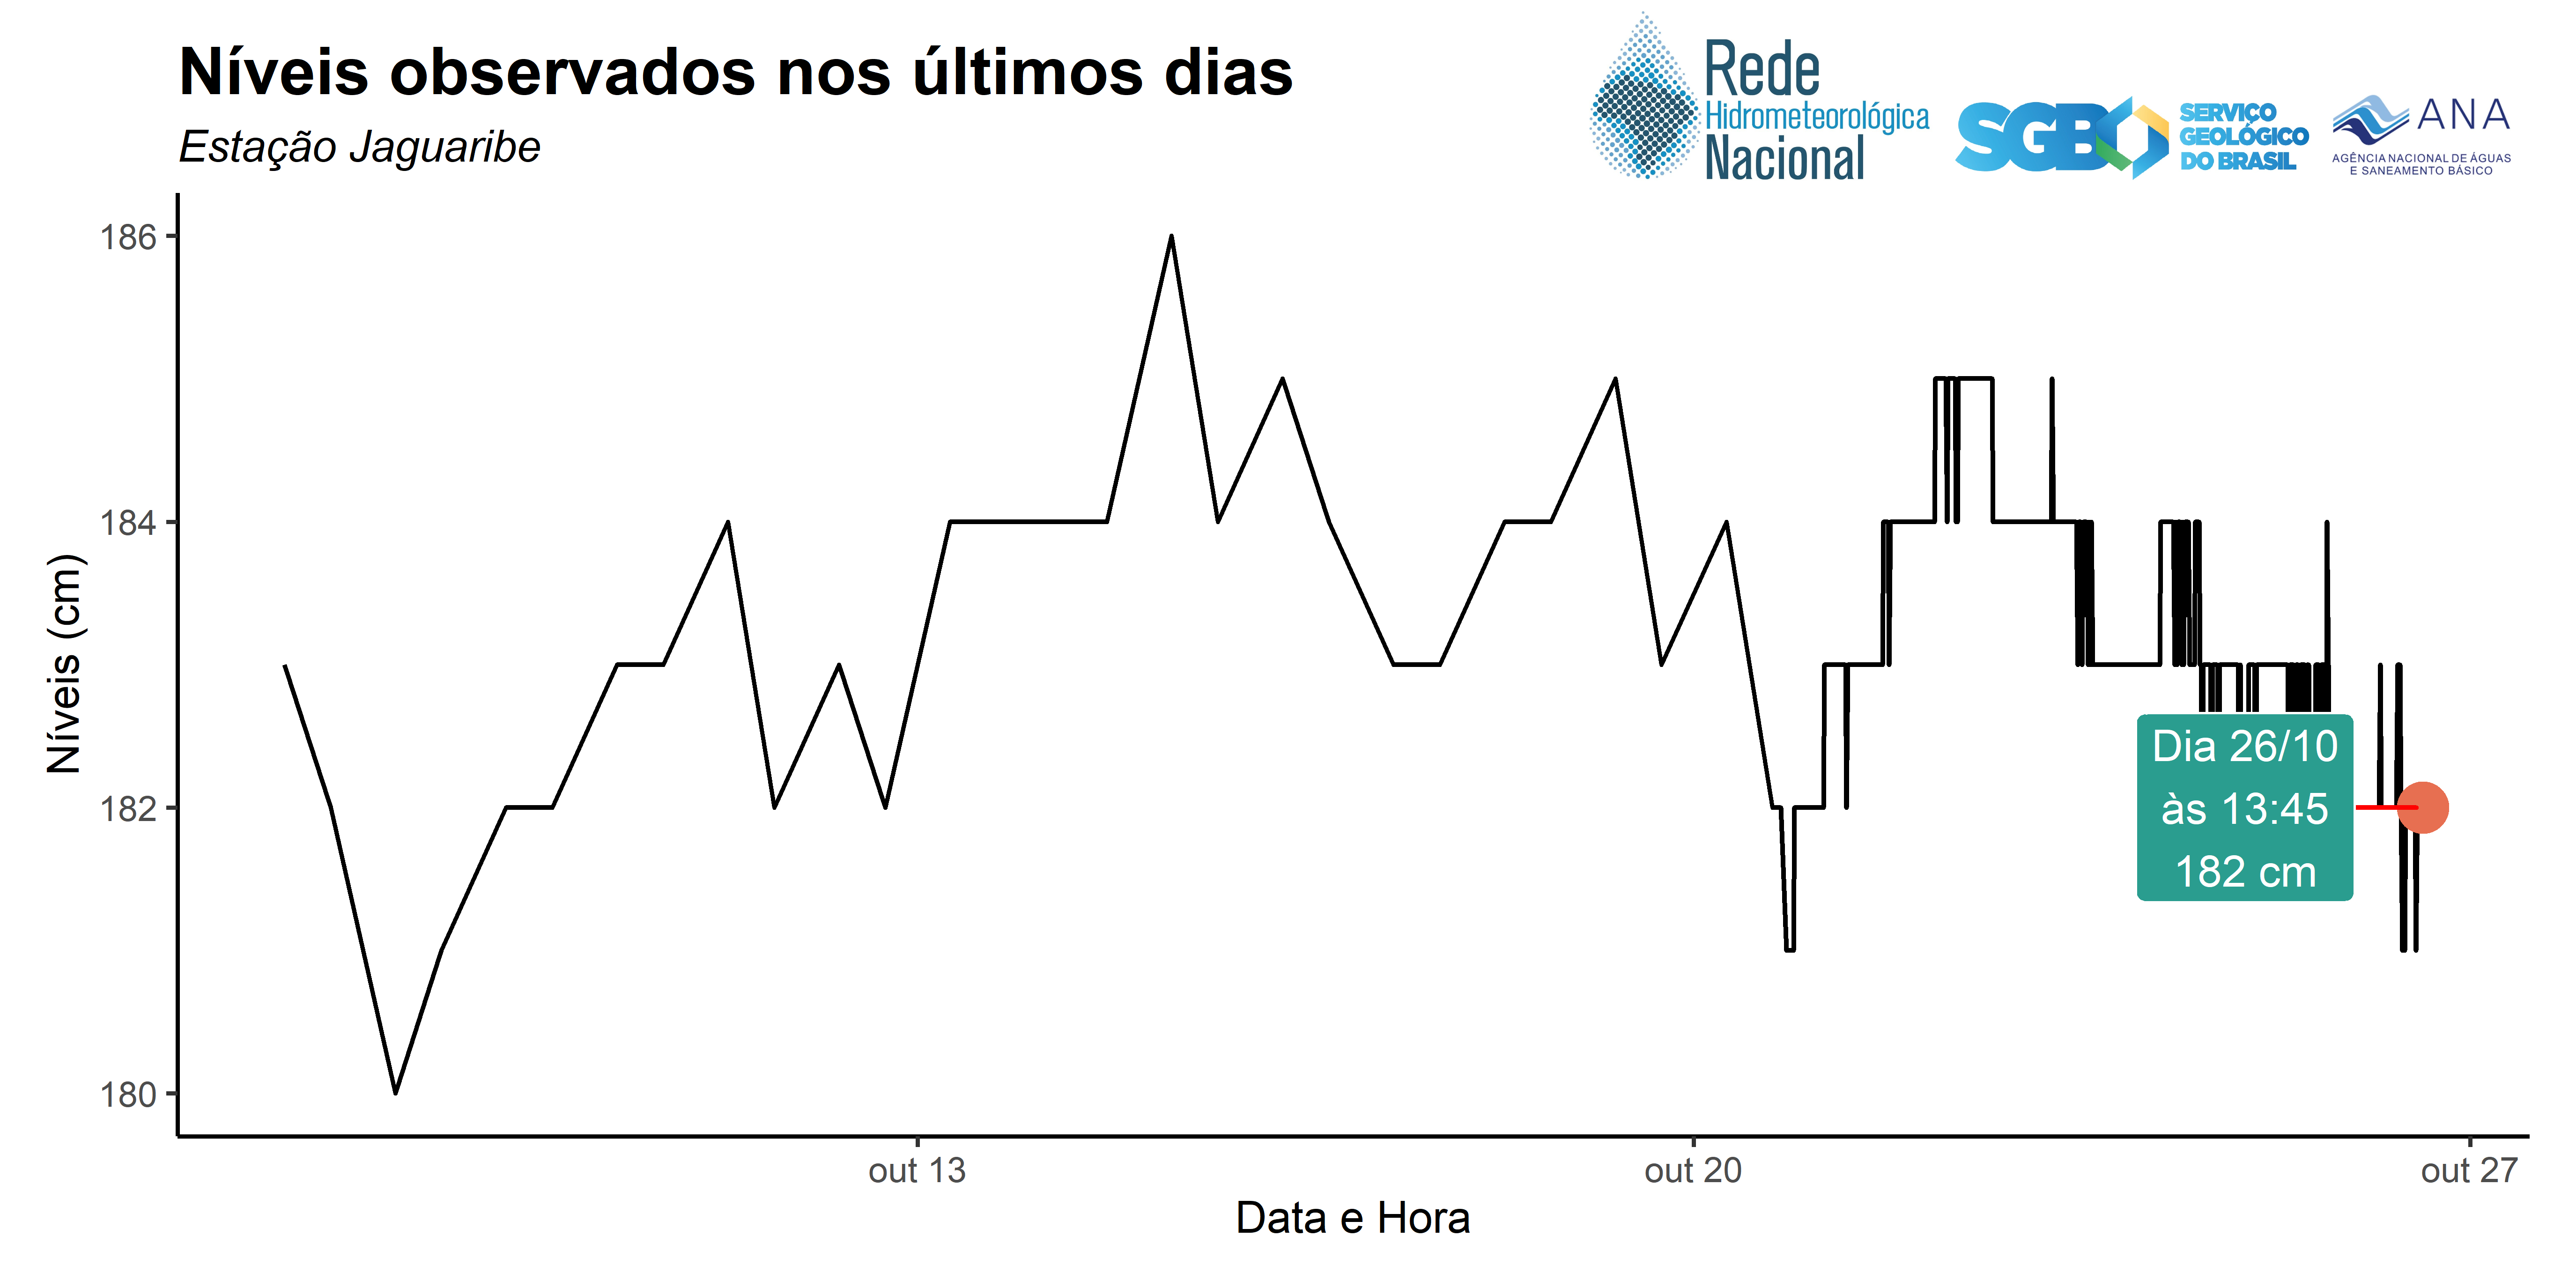 Níveis observados nos últimos dias
Estação Jaguaribe
Rede
Hidrometeorológica
Nacional
SGB
SERVIÇO
GEOLÓGICO
DO BRASIL
ANA
AGÊNCIA NACIONAL DE ÁGUAS
E SANEAMENTO BÁSICO
Níveis (cm)
186
184
182
180
Dia 26/10
às 13:45
182 cm
out 13
out 20
out 27
Data e Hora